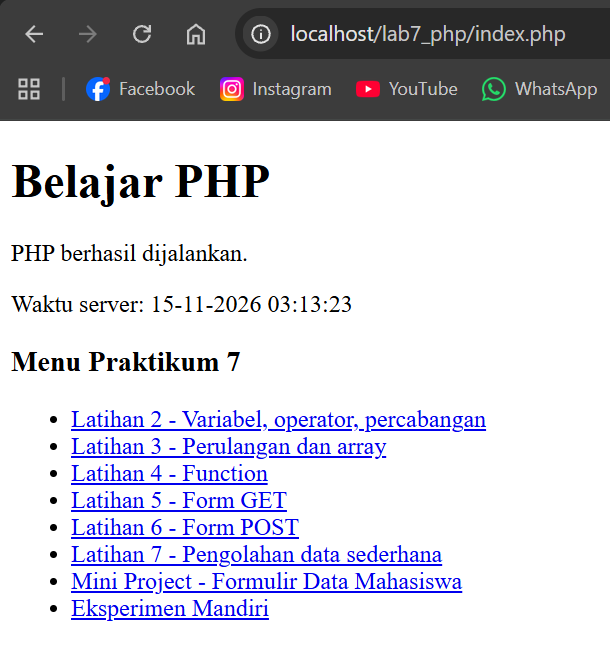 localhost/lab7_php/index.php
Facebook Instagram YouTube WhatsApp
Belajar PHP
PHP berhasil dijalankan.
Waktu server: 15-11-2026 03:13:23
Menu Praktikum 7
Latihan 2 - Variabel, operator, percabangan
Latihan 3 - Perulangan dan array
Latihan 4 - Function
Latihan 5 - Form GET
Latihan 6 - Form POST
Latihan 7 - Pengolahan data sederhana
Mini Project - Formulir Data Mahasiswa
Eksperimen Mandiri